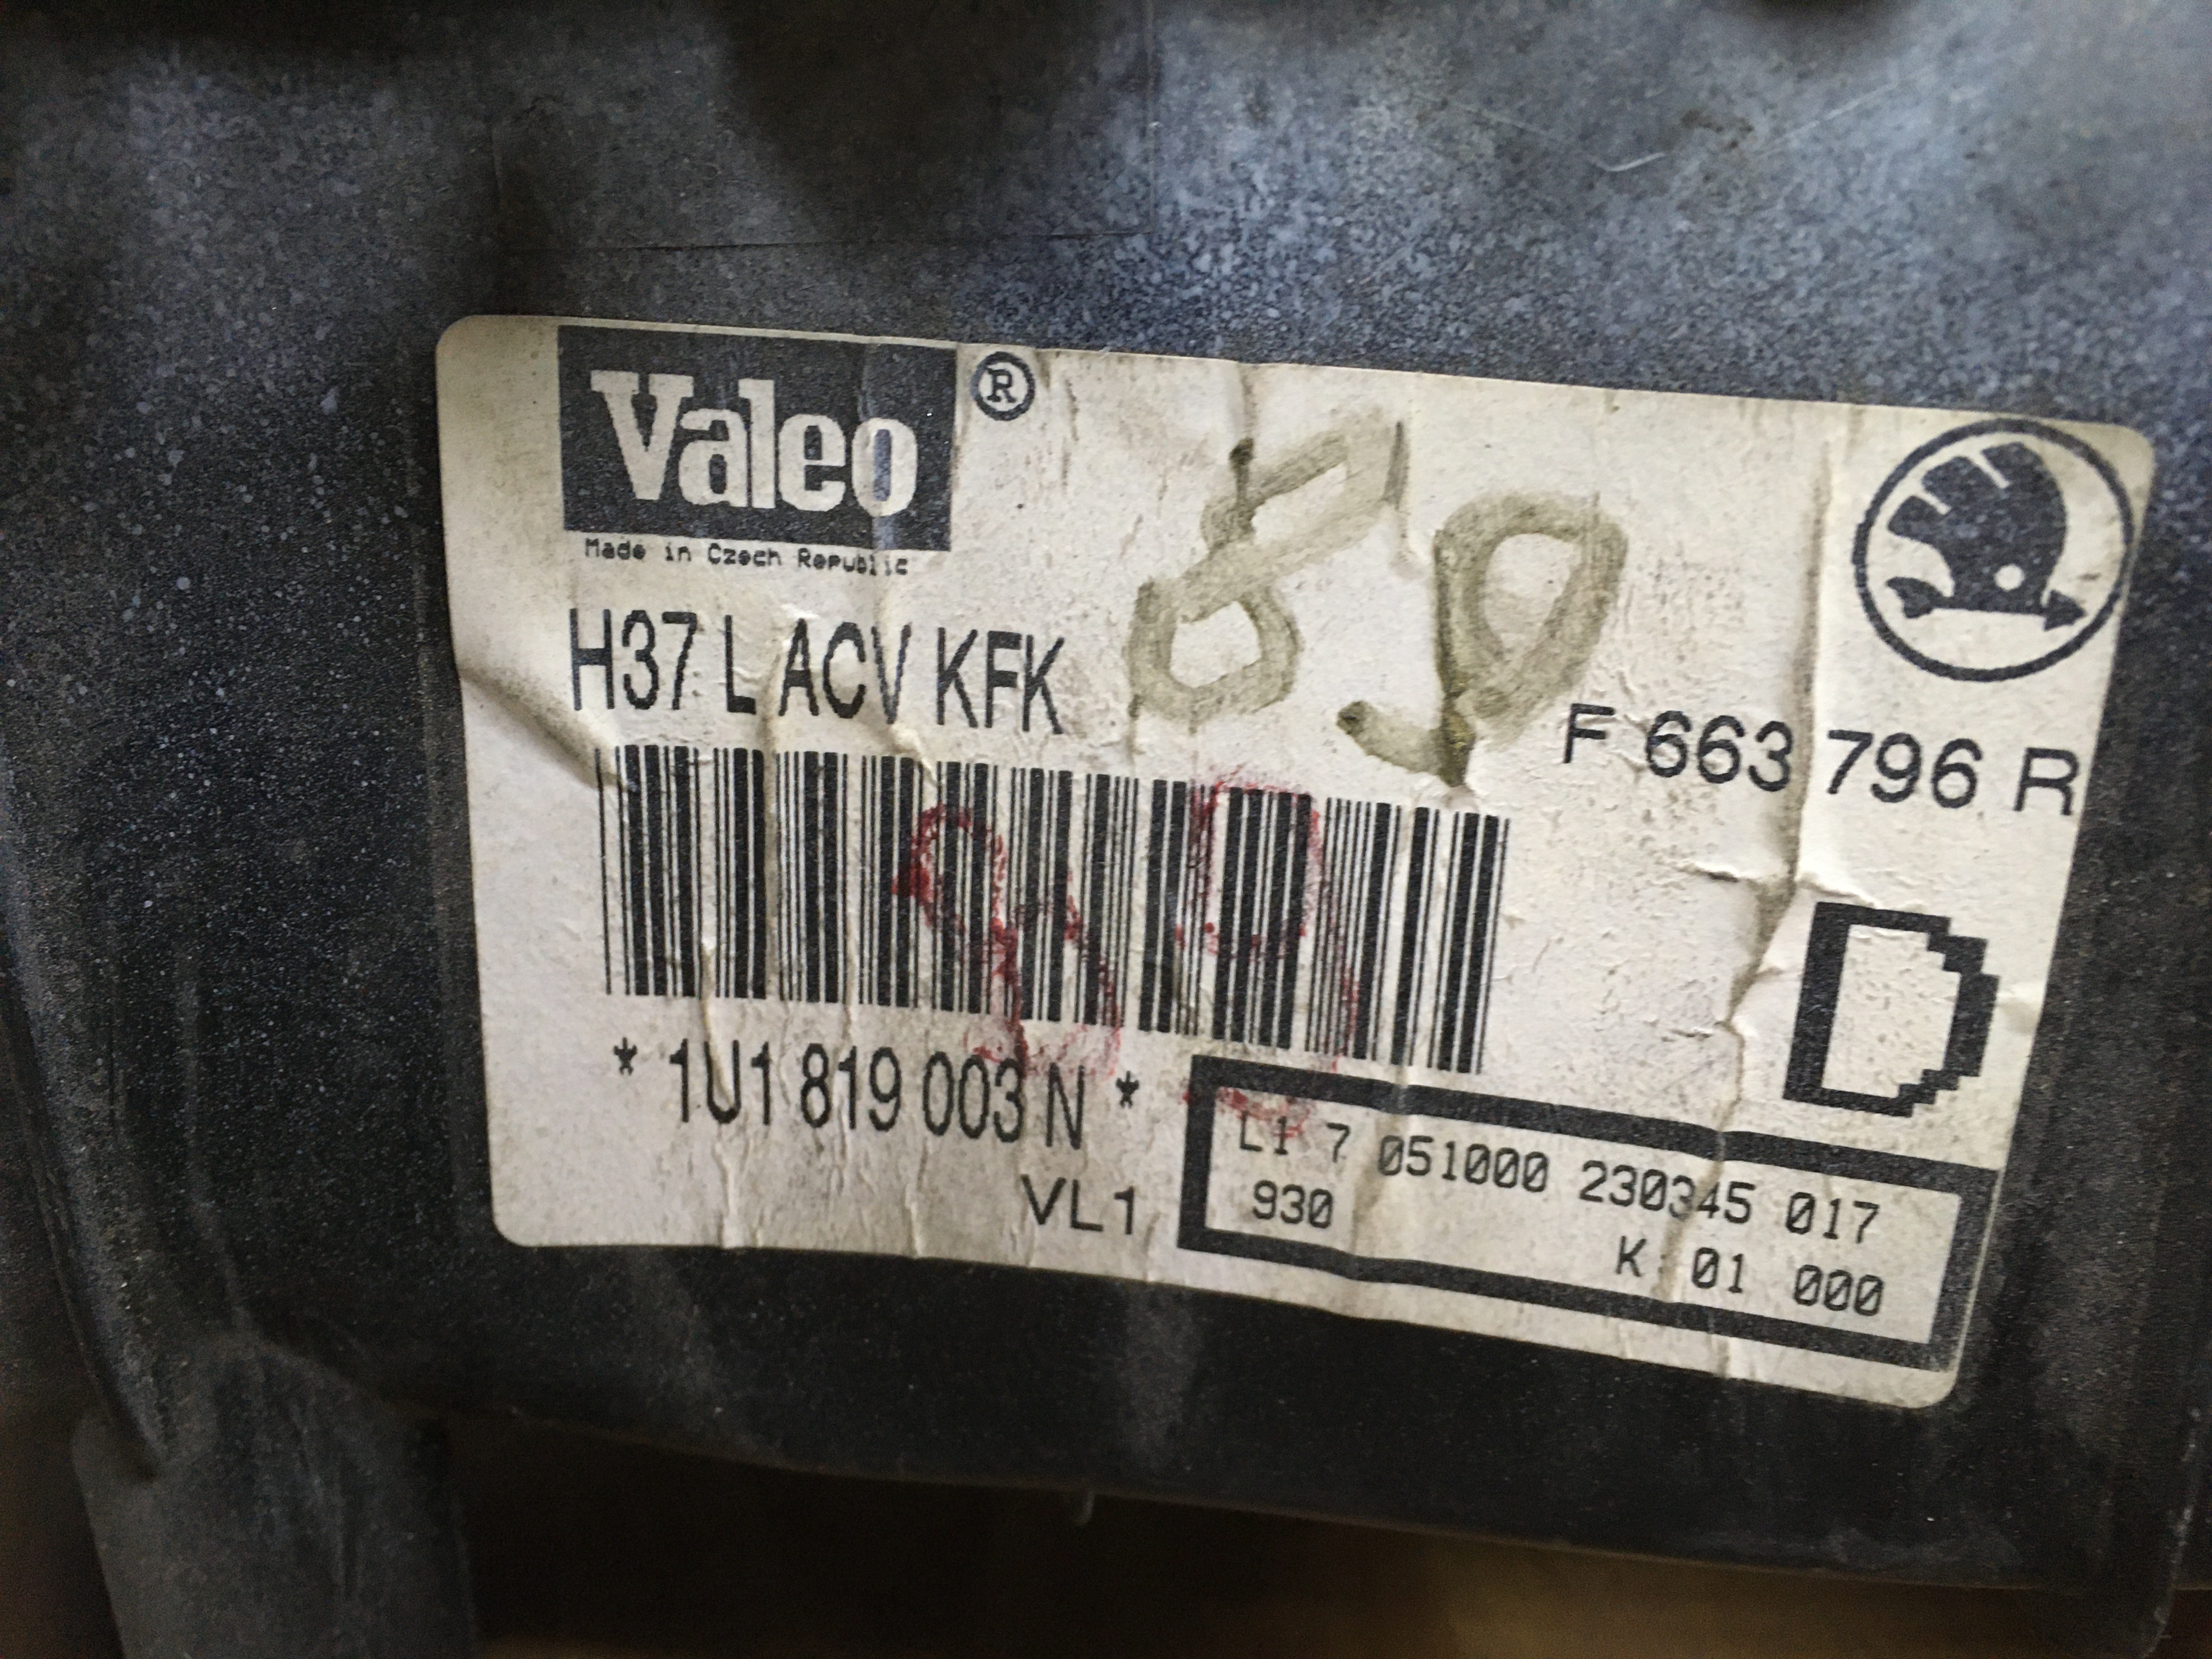 Valeo®
Made in Czech Republic
H37 L ACV KFK
F 663 796 R
D
* 1U1 819 003 N *
VL1
L1 7 051000 230345 017
930
K 01 000